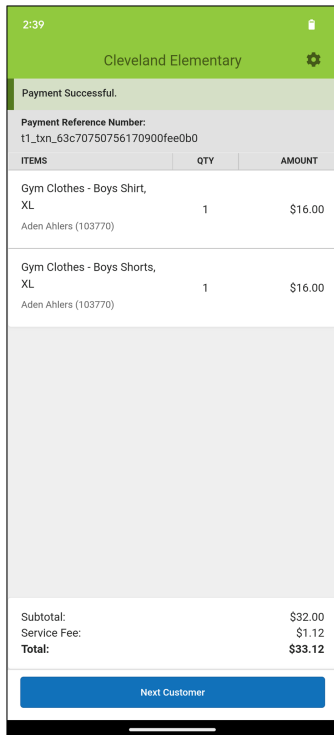 2:39
Cleveland Elementary
Payment Successful.
Payment Reference Number:
t1_txn_63c70750756170900fee0b0
ITEMS QTY AMOUNT
Gym Clothes - Boys Shirt,
XL
1 $16.00
Aden Ahlers (103770)
Gym Clothes - Boys Shorts,
XL
1 $16.00
Aden Ahlers (103770)
Subtotal: $32.00
Service Fee: $1.12
Total: $33.12
Next Customer